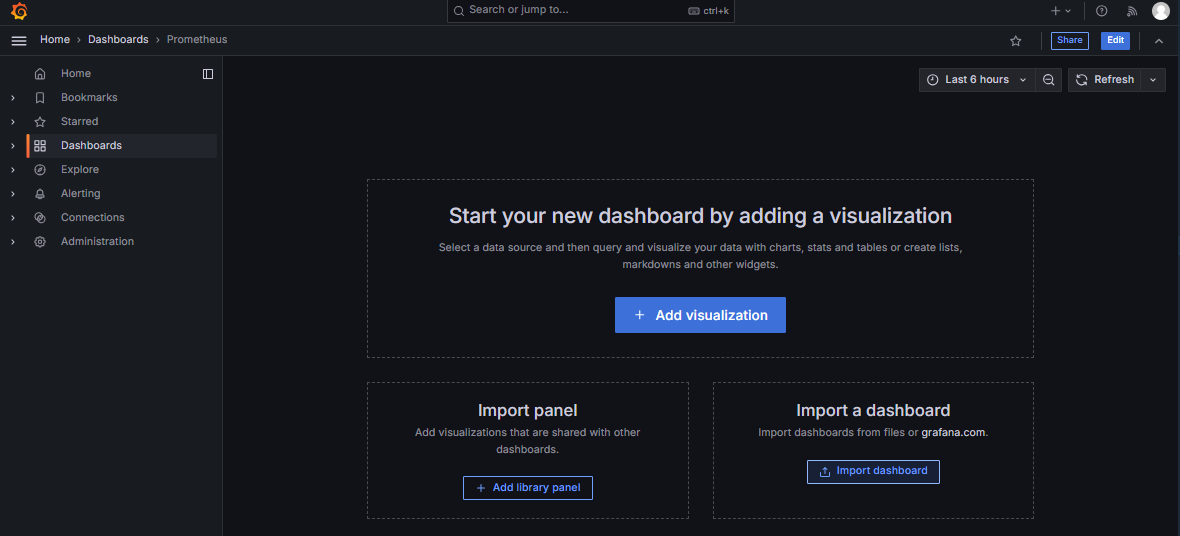 Search or jump to...
ctrl+k
Home › Dashboards › Prometheus
Share
Edit
Home
Bookmarks
Starred
Dashboards
Explore
Alerting
Connections
Administration
Last 6 hours
Refresh
Start your new dashboard by adding a visualization
Select a data source and then query and visualize your data with charts, stats and tables or create lists,
markdowns and other widgets.
+ Add visualization
Import panel
Add visualizations that are shared with other
dashboards.
+ Add library panel
Import a dashboard
Import dashboards from files or grafana.com.
Import dashboard